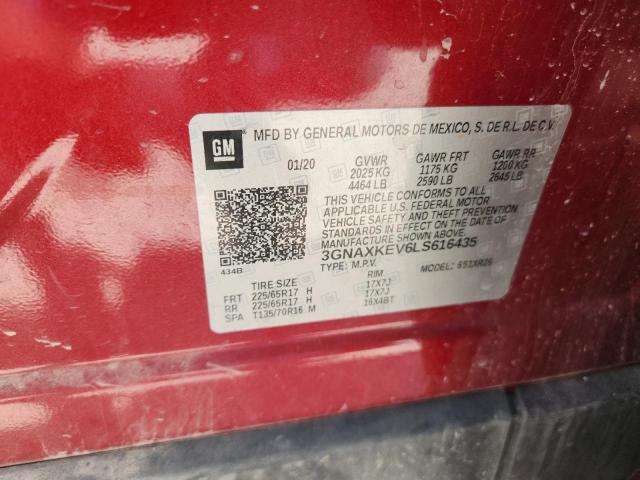 GM
MFD BY GENERAL MOTORS DE MEXICO, S. DE R.L. DE C.V.
01/20 GVWR GAWR FRT GAWR RR
2025 KG 1175 KG 1200 KG
4464 LB 2590 LB 2645 LB
THIS VEHICLE CONFORMS TO ALL
APPLICABLE U.S. FEDERAL MOTOR
VEHICLE SAFETY AND THEFT PREVENTION
STANDARDS IN EFFECT ON THE DATE OF
MANUFACTURE SHOWN ABOVE.
3GNAXKEV6LS616435
434B
TYPE: M.P.V. MODEL:
TIRE SIZE RIM
FRT 225/65R17 H 17X7J
RR 225/65R17 H 17X7J
SPA T135/70R16 M 16X4BT